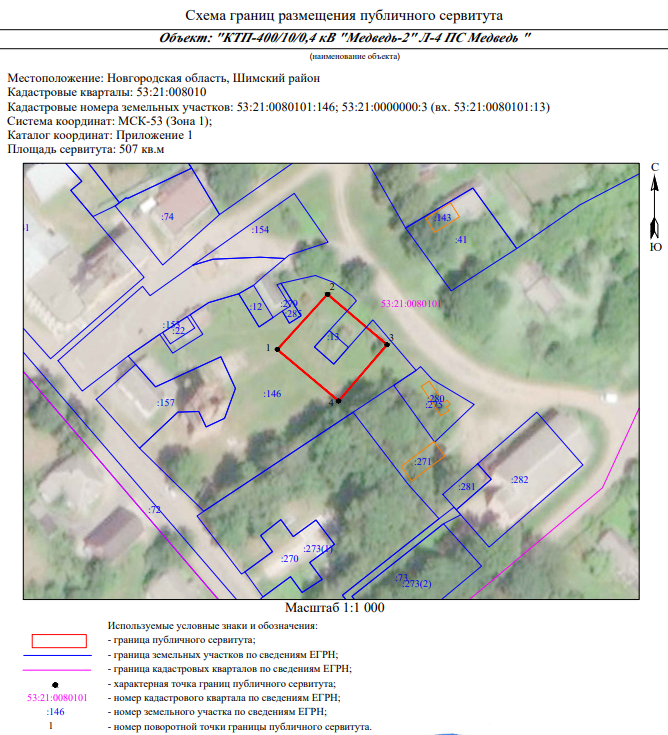 Схема границ размещения публичного сервитута
Объект: "КТП-400/10/0,4 кВ "Медведь-2" Л-4 ПС Медведь "
(наименование объекта)
Местоположение: Новгородская область, Шимский район
Кадастровые кварталы: 53:21:008010
Кадастровые номера земельных участков: 53:21:0080101:146; 53:21:0000000:3 (вх. 53:21:0080101:13)
Система координат: МСК-53 (Зона 1);
Каталог координат: Приложение 1
Площадь сервитута: 507 кв.м
С
Ю
:74
:154
:143
:41
:12
2
53:21:0080101
:22
:13
3
1
:146
4
:157
:280
:271
:281
:282
:72
:270
:273(1)
:73
:273(2)
Масштаб 1:1 000
Используемые условные знаки и обозначения:
- граница публичного сервитута;
- граница земельных участков по сведениям ЕГРН;
- граница кадастровых кварталов по сведениям ЕГРН;
- характерная точка границ публичного сервитута;
53:21:0080101 - номер кадастрового квартала по сведениям ЕГРН;
:146 - номер земельного участка по сведениям ЕГРН;
1 - номер поворотной точки границы публичного сервитута.